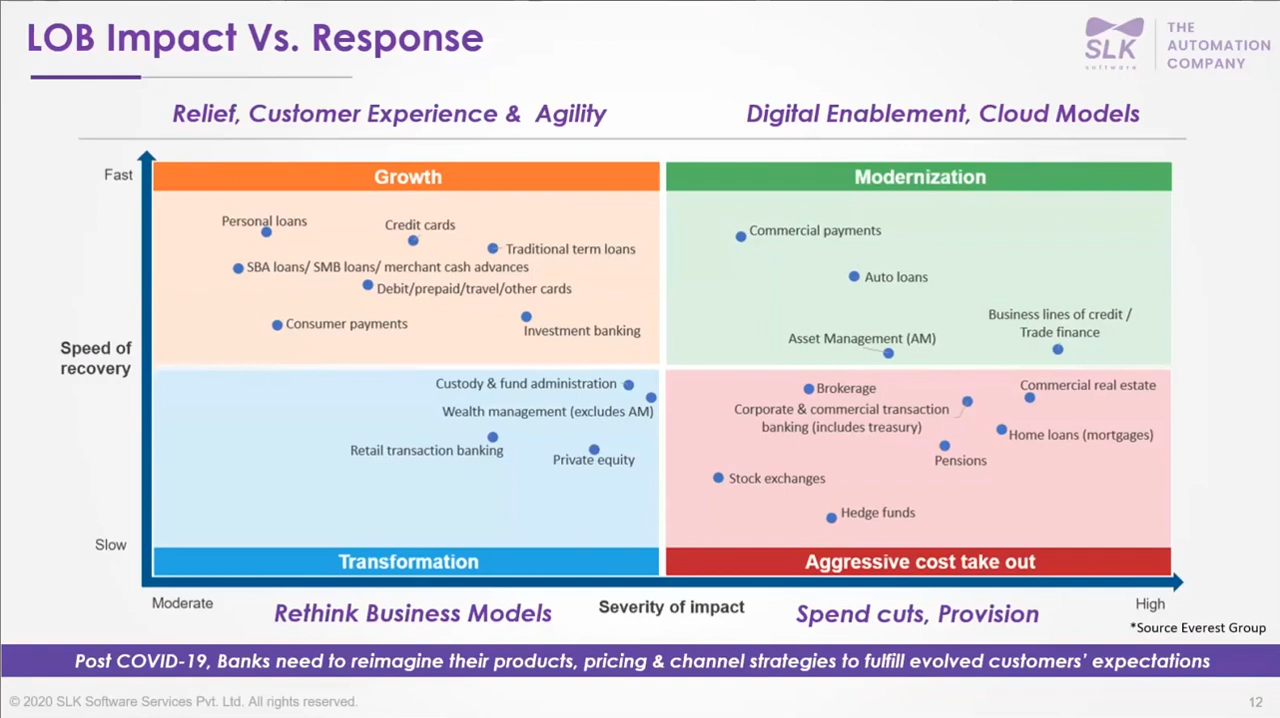 LOB Impact Vs. Response
SLK
software
THE
AUTOMATION
COMPANY
Relief, Customer Experience & Agility
Digital Enablement, Cloud Models
Fast
Growth
Modernization
Personal loans
Credit cards
Traditional term loans
SBA loans/ SMB loans/ merchant cash advances
Debit/prepaid/travel/other cards
Consumer payments
Investment banking
Commercial payments
Auto loans
Business lines of credit /
Trade finance
Asset Management (AM)
Speed of
recovery
Custody & fund administration
Wealth management (excludes AM)
Retail transaction banking
Private equity
Brokerage
Commercial real estate
Corporate & commercial transaction
banking (includes treasury)
Home loans (mortgages)
Pensions
Stock exchanges
Hedge funds
Slow
Transformation
Aggressive cost take out
Moderate
Rethink Business Models
Severity of impact
Spend cuts, Provision
High
*Source Everest Group
Post COVID-19, Banks need to reimagine their products, pricing & channel strategies to fulfill evolved customers’ expectations
© 2020 SLK Software Services Pvt. Ltd. All rights reserved.
12